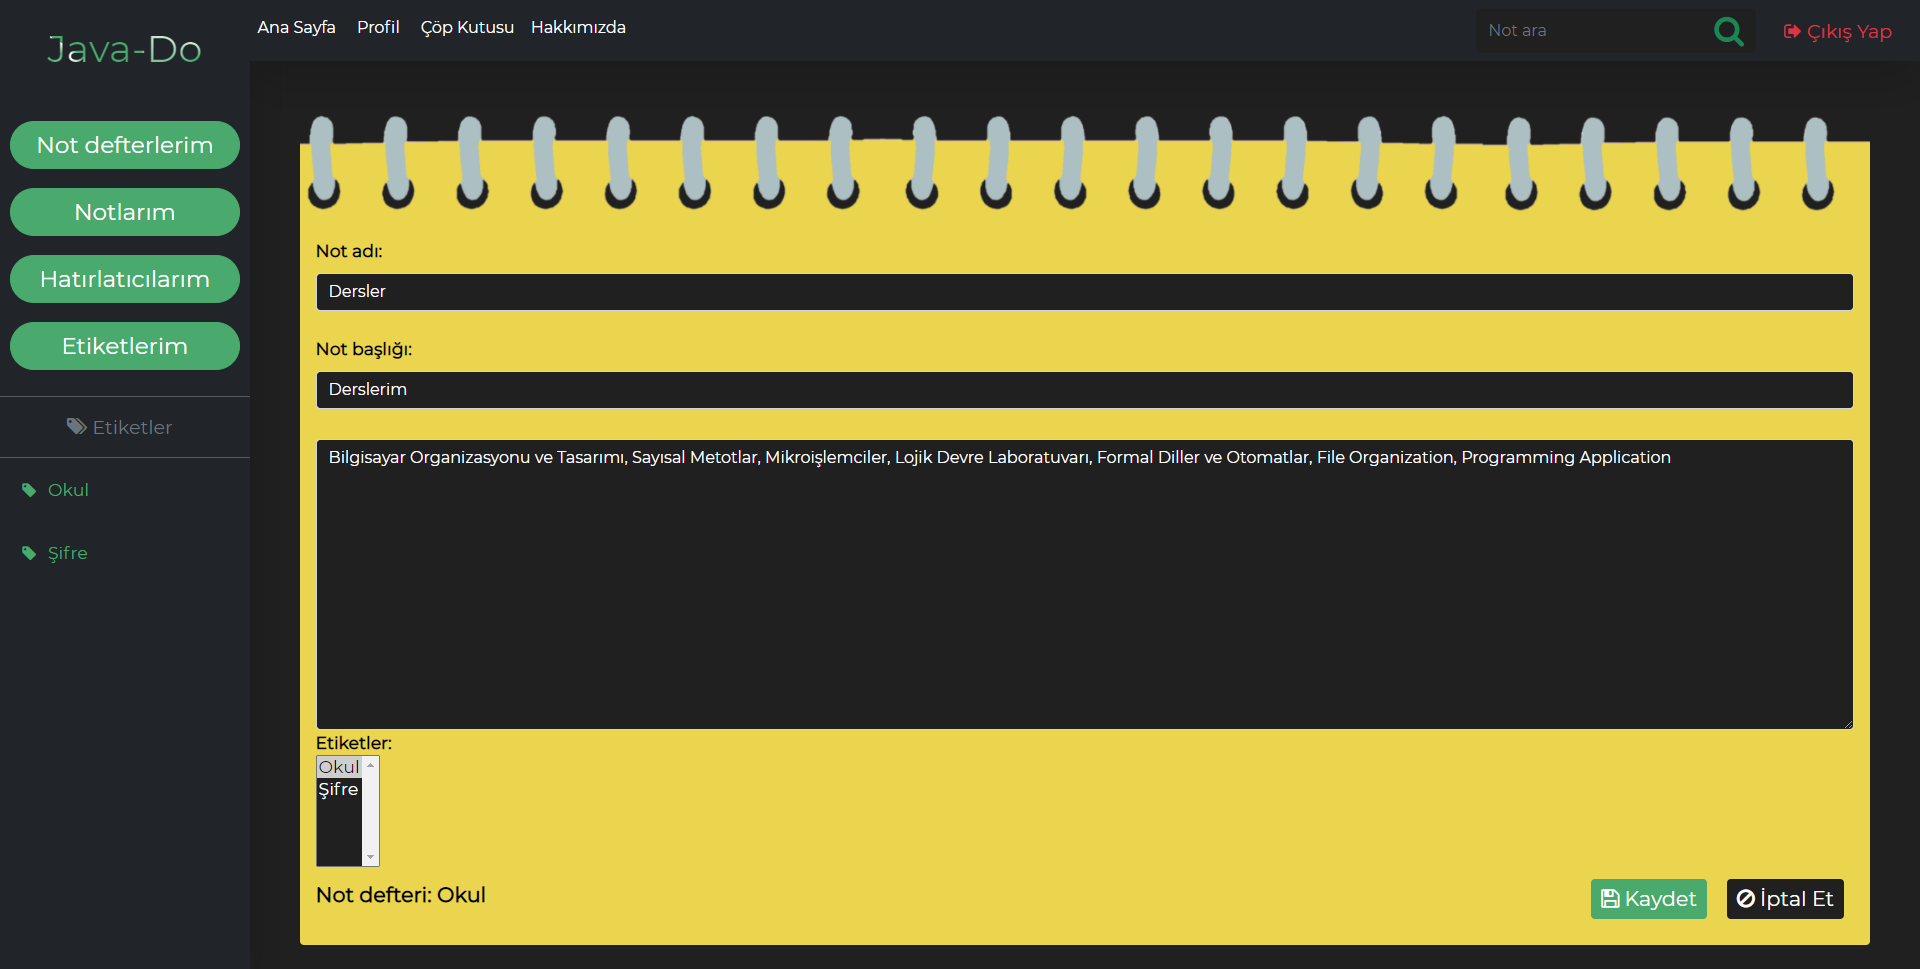 Java-Do
Ana Sayfa Profil Çöp Kutusu Hakkımızda
Not ara
Çıkış Yap
Not defterlerim
Notlarım
Hatırlatıcılarım
Etiketlerim
Etiketler
Okul
Şifre
Not adı:
Dersler
Not başlığı:
Derslerim
Bilgisayar Organizasyonu ve Tasarımı, Sayısal Metotlar, Mikroişlemciler, Lojik Devre Laboratuvarı, Formal Diller ve Otomatlar, File Organization, Programming Application
Etiketler:
Okul
Şifre
Not defteri: Okul
Kaydet
İptal Et